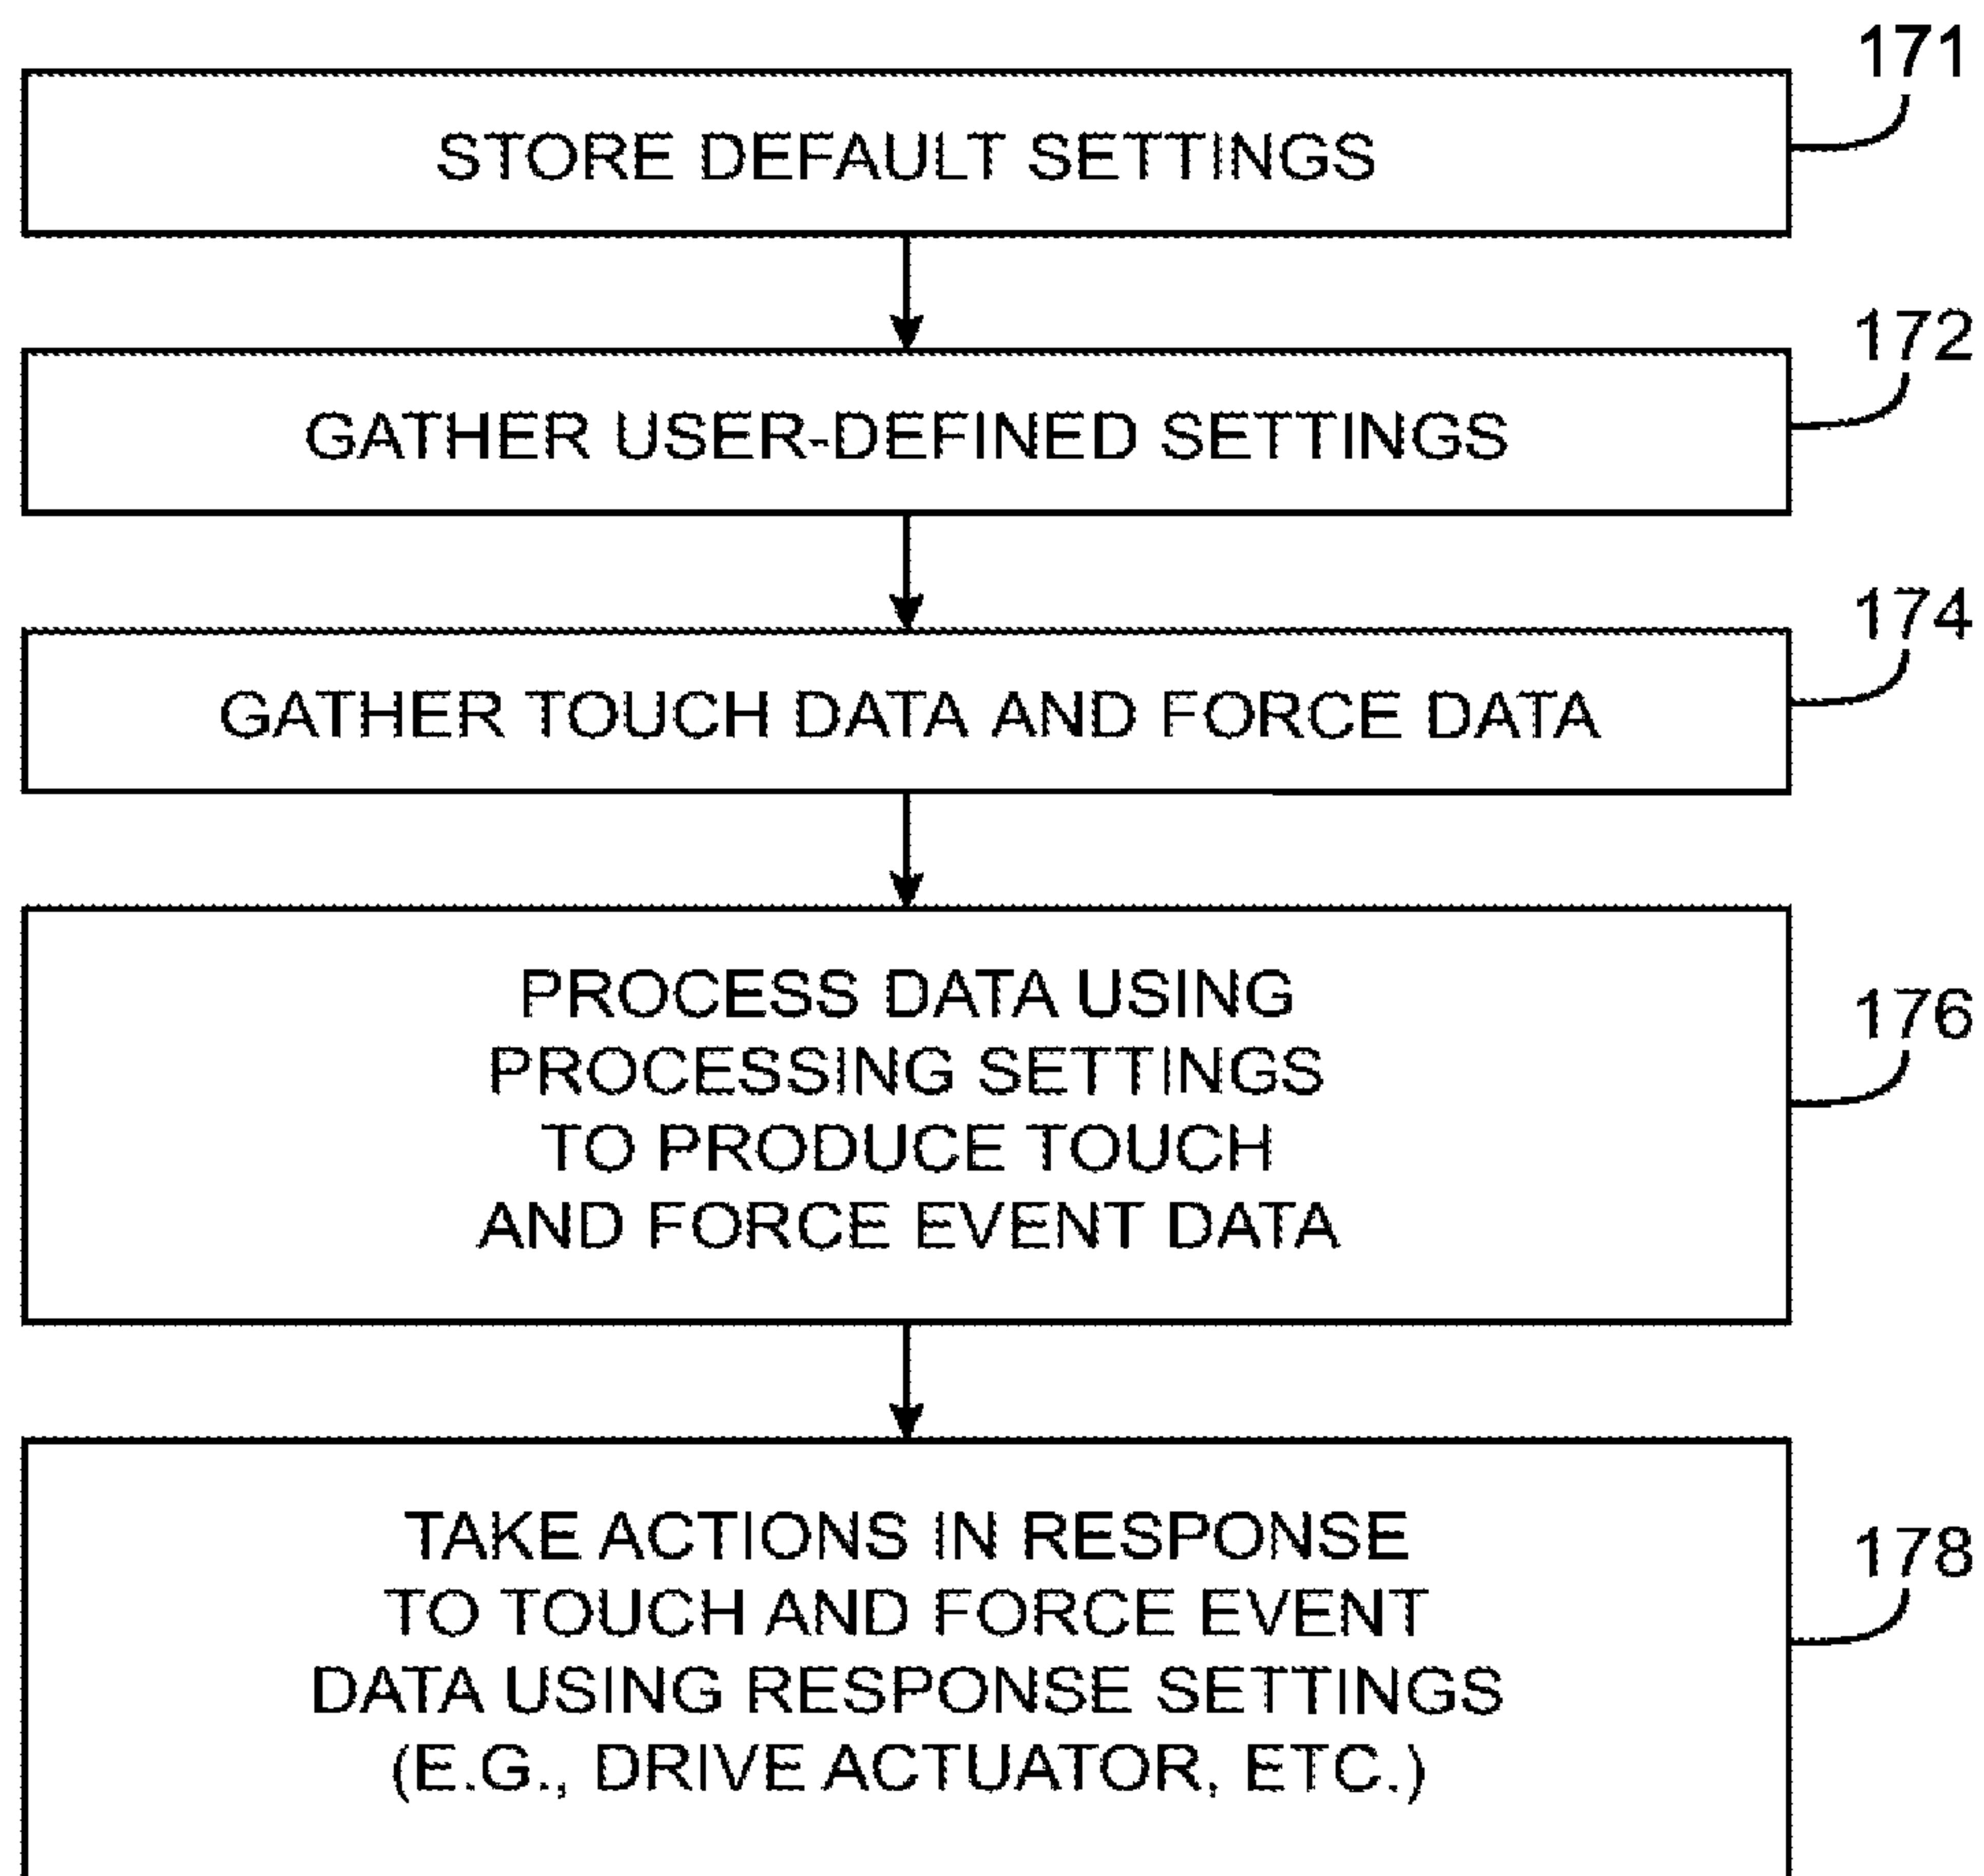 171
STORE DEFAULT SETTINGS
172
GATHER USER-DEFINED SETTINGS
174
GATHER TOUCH DATA AND FORCE DATA
PROCESS DATA USING
176
PROCESSING SETTINGS
TO PRODUCE TOUCH
AND FORCE EVENT DATA
TAKE ACTIONS IN RESPONSE
178
TO TOUCH AND FORCE EVENT
DATA USING RESPONSE SETTINGS
(E.G., DRIVE ACTUATOR, ETC.)